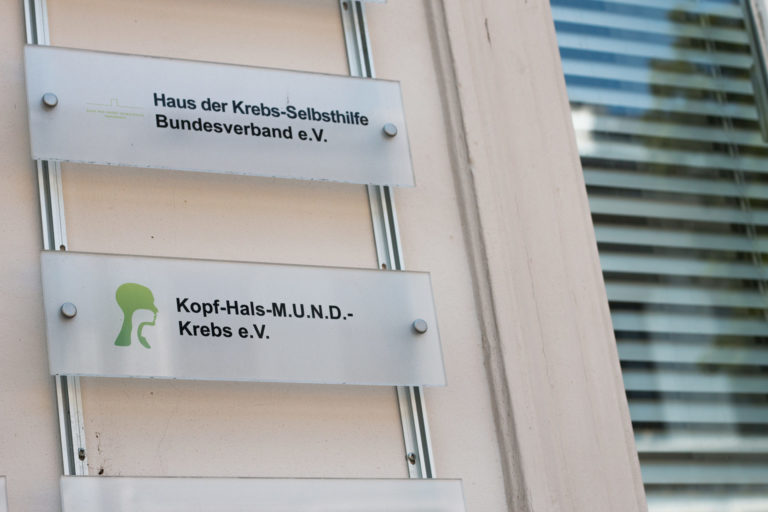 Haus der Krebs-Selbsthilfe
Bundesverband e.V.
Kopf-Hals-M.U.N.D.-
Krebs e.V.